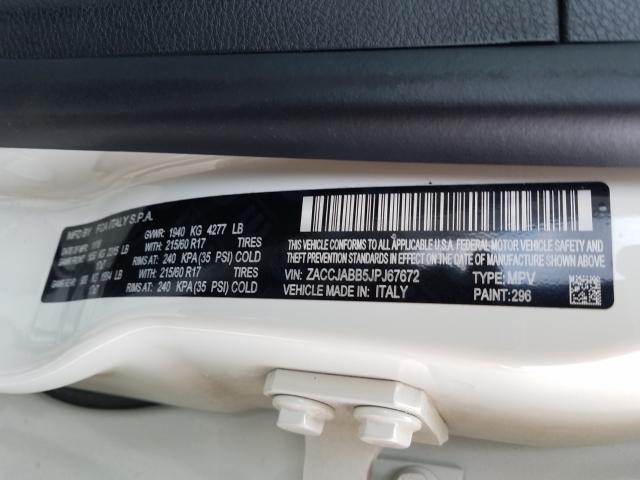 MFD BY: FCA ITALY S.P.A.
GVWR: 1940 KG 4277 LB
LB WITH: 215/60 R17 TIRES
RIMS AT: 240 KPA(35 PSI) COLD
LB WITH: 215/60 R17 TIRES
RIMS AT: 240 KPA(35 PSI) COLD
THIS VEHICLE CONFORMS TO ALL APPLICABLE U.S.A. FEDERAL MOTOR VEHICLE SAFETY,
BUMPER, AND THEFT PREVENTION STANDARDS IN EFFECT ON THE DATE OF MANUFACTURE SHOWN ABOVE.
VIN: ZACCJABB5JPJ67672 TYPE: MPV
VEHICLE MADE IN: ITALY PAINT: 296